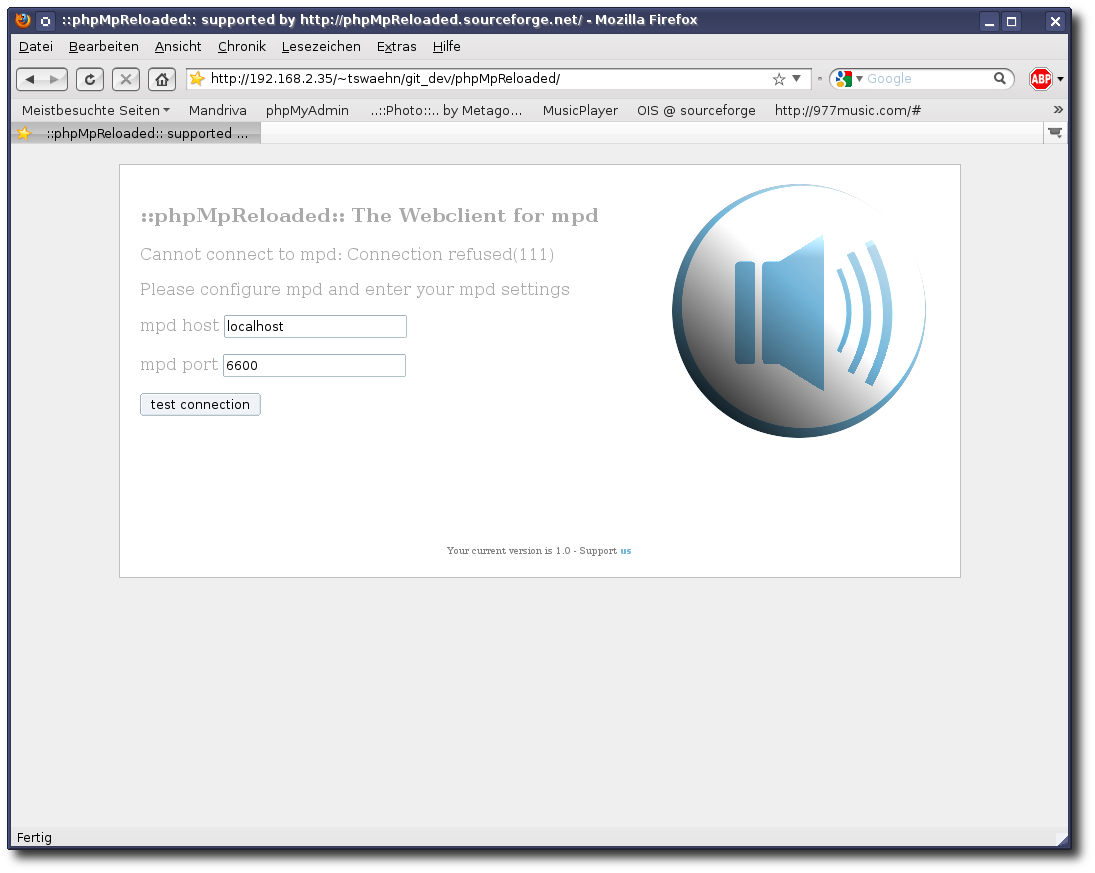 ::phpMpReloaded:: supported by http://phpMpReloaded.sourceforge.net/ - Mozilla Firefox
Datei Bearbeiten Ansicht Chronik Lesezeichen Extras Hilfe
http://192.168.2.35/~tswaehn/git_dev/phpMpReloaded/ Google ABP
Meistbesuchte Seiten Mandriva phpMyAdmin ..::Photo::.. by Metago... MusicPlayer OIS @ sourceforge http://977music.com/# »
::phpMpReloaded:: supported ...
::phpMpReloaded:: The Webclient for mpd
Cannot connect to mpd: Connection refused(111)
Please configure mpd and enter your mpd settings
mpd host localhost
mpd port 6600
test connection
Your current version is 1.0 - Support us
Fertig